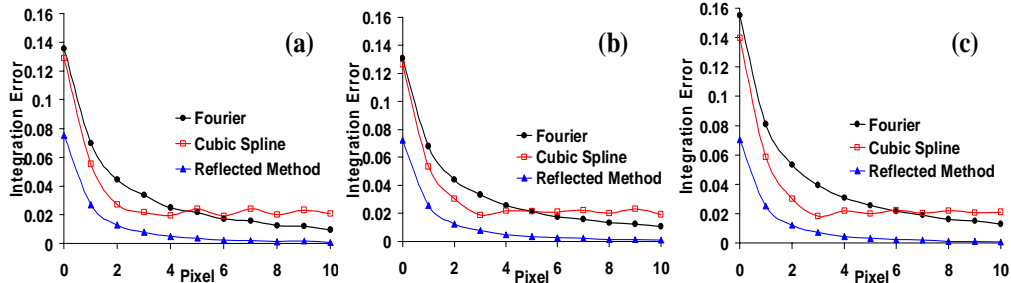 (a)
Integration Error
0.16
0.14
0.12
0.1
0.08
0.06
0.04
0.02
0
Fourier
Cubic Spline
Reflected Method
0 2 4 6 8 10
Pixel
(b)
Integration Error
0.16
0.14
0.12
0.1
0.08
0.06
0.04
0.02
0
Fourier
Cubic Spline
Reflected Method
0 2 4 6 8 10
Pixel
(c)
Integration Error
0.16
0.14
0.12
0.1
0.08
0.06
0.04
0.02
0
Fourier
Cubic Spline
Reflected Method
0 2 4 6 8 10
Pixel